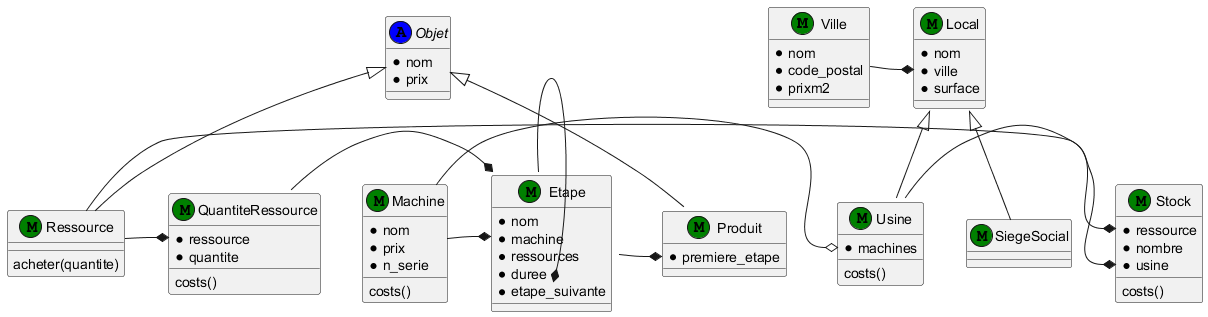 A Objet
nom
prix
M Ville
nom
code_postal
prixm2
M Local
nom
ville
surface
M Ressource
acheter(quantite)
M QuantiteRessource
ressource
quantite
costs()
M Machine
nom
prix
n_serie
costs()
M Etape
nom
machine
ressources
duree
etape_suivante
M Produit
premiere_etape
M Usine
machines
costs()
M SiegeSocial
M Stock
ressource
nombre
usine
costs()